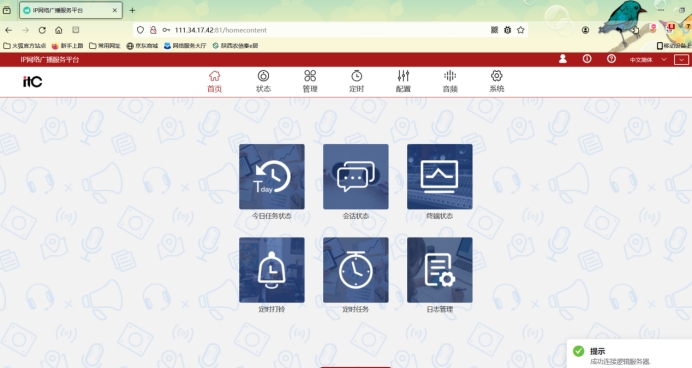 IP网络广播服务平台
111.34.17.42:81/homecontent
火狐官方站点 新手上路 常用网址 京东商城 网络服务大厅 陕西农信秦e居 移动设备上
IP网络广播服务平台 中文简体
itC
首页 状态 管理 定时 配置 音频 系统
Tday
今日任务状态 会话状态 终端状态
定时打铃 定时任务 日志管理
提示
成功连接逻辑服务器.